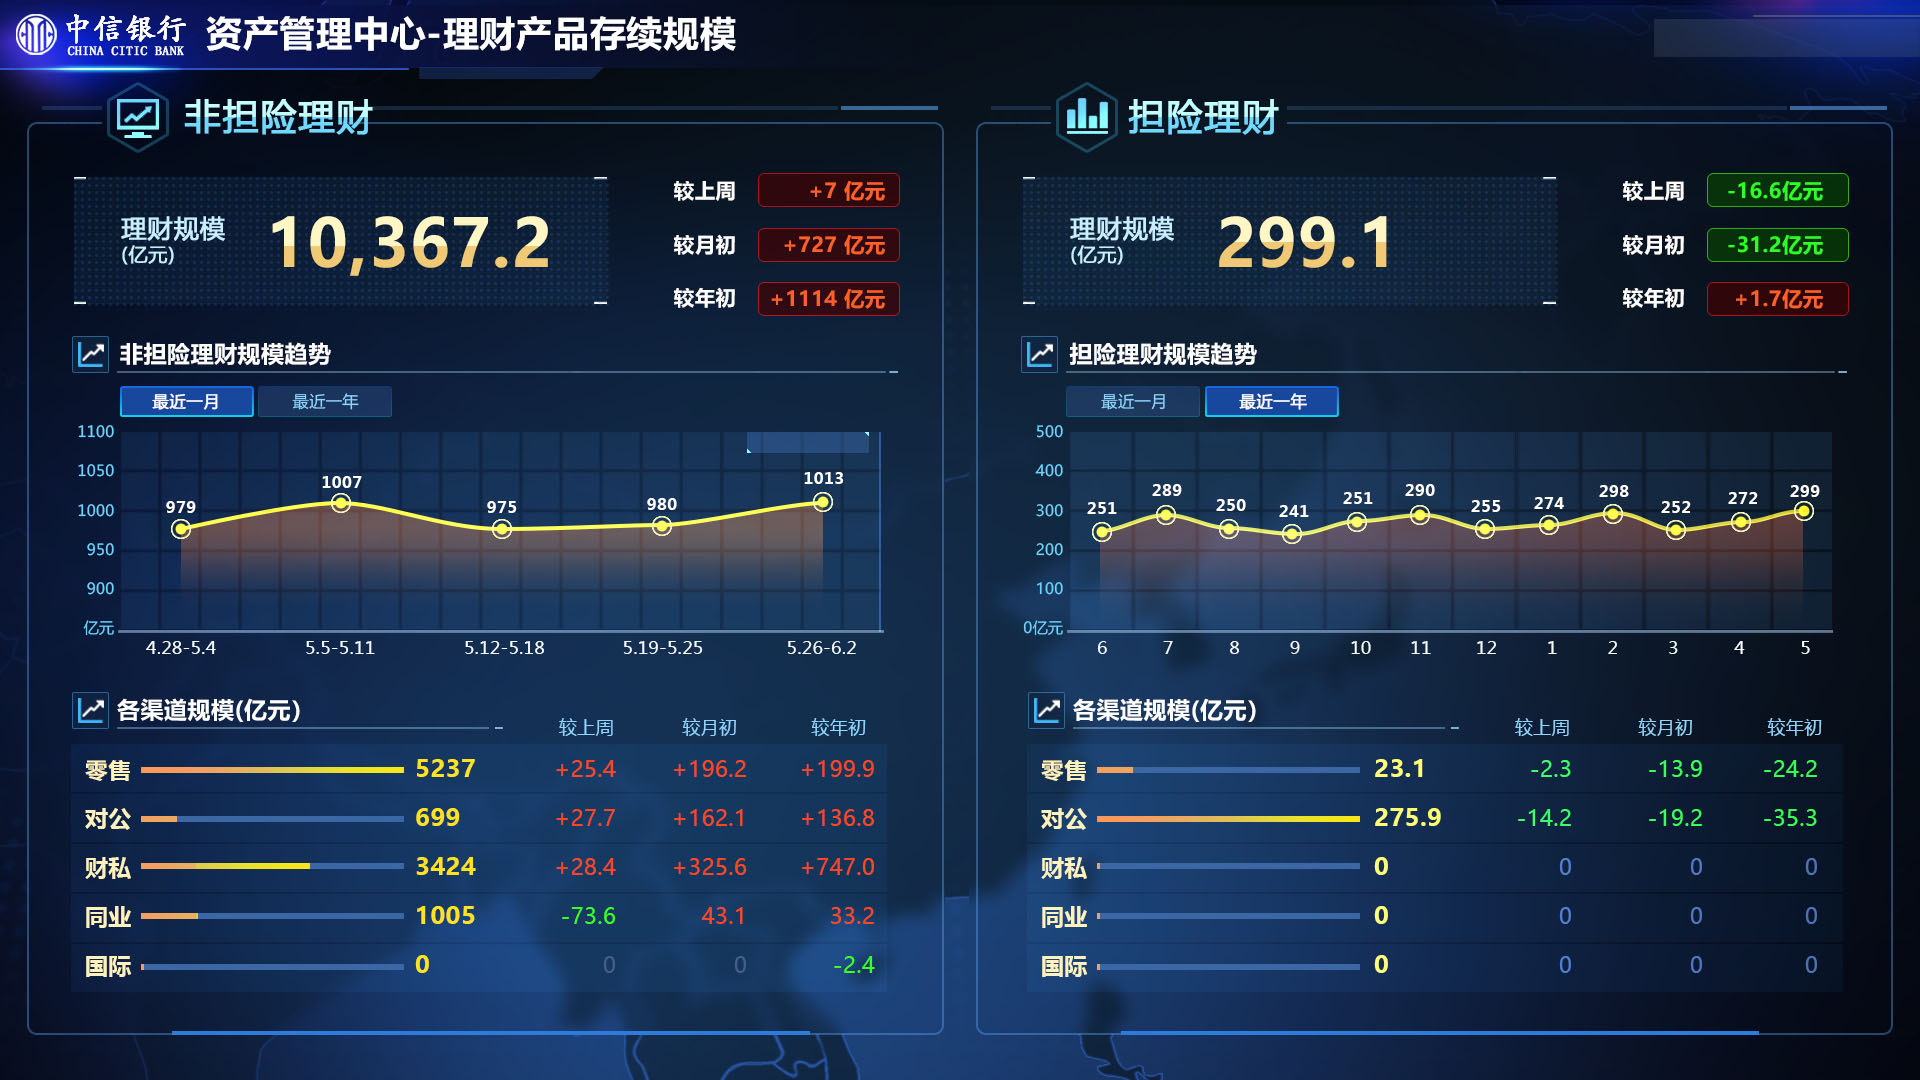 中信银行
CHINA CITIC BANK
资产管理中心-理财产品存续规模
非担险理财
理财规模
(亿元)
10,367.2
较上周 +7 亿元
较月初 +727 亿元
较年初 +1114 亿元
非担险理财规模趋势
最近一月 最近一年
1100
1050
1000
950
900
亿元
979 1007 975 980 1013
4.28-5.4 5.5-5.11 5.12-5.18 5.19-5.25 5.26-6.2
各渠道规模(亿元) 较上周 较月初 较年初
零售 5237 +25.4 +196.2 +199.9
对公 699 +27.7 +162.1 +136.8
财私 3424 +28.4 +325.6 +747.0
同业 1005 -73.6 43.1 33.2
国际 0 0 0 -2.4
担险理财
理财规模
(亿元)
299.1
较上周 -16.6亿元
较月初 -31.2亿元
较年初 +1.7亿元
担险理财规模趋势
最近一月 最近一年
500
400
300
200
100
0亿元
251 289 250 241 251 290 255 274 298 252 272 299
6 7 8 9 10 11 12 1 2 3 4 5
各渠道规模(亿元) 较上周 较月初 较年初
零售 23.1 -2.3 -13.9 -24.2
对公 275.9 -14.2 -19.2 -35.3
财私 0 0 0 0
同业 0 0 0 0
国际 0 0 0 0